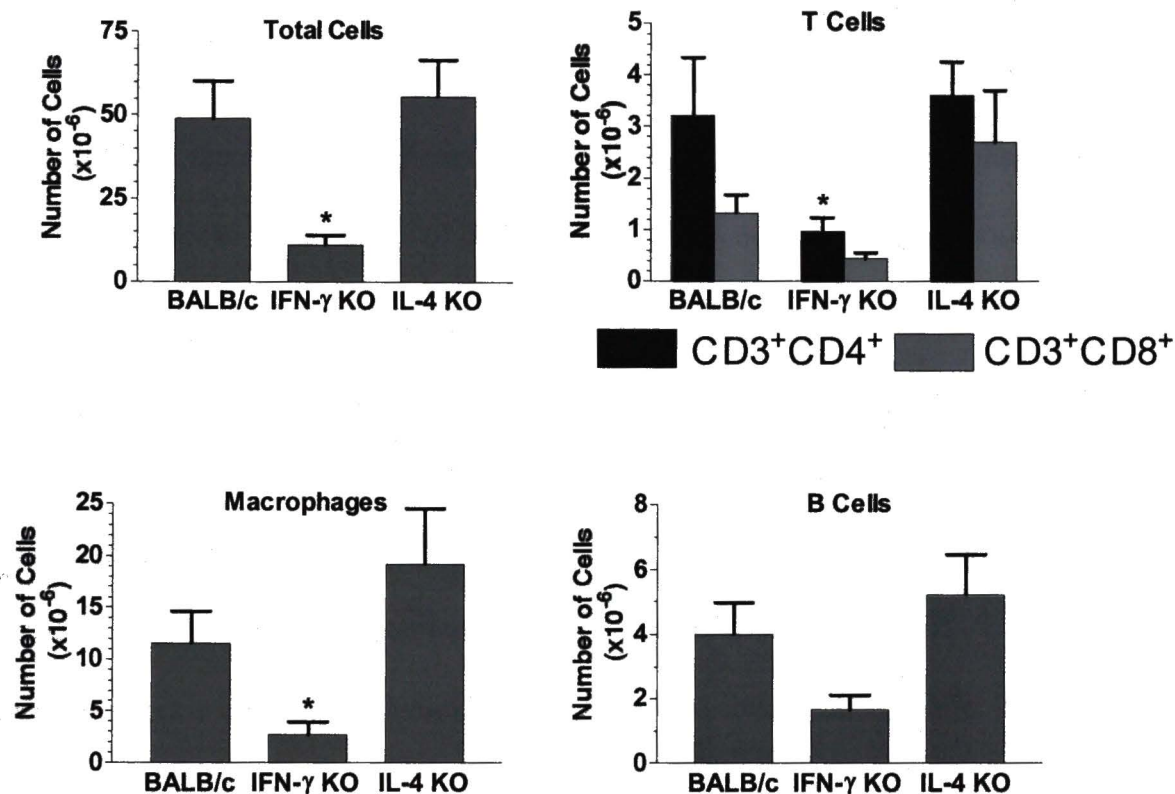 Total Cells
Number of Cells
(x10⁻⁶)
75
50
25
0
*
BALB/c IFN-γ KO IL-4 KO
T Cells
Number of Cells
(x10⁻⁶)
5
4
3
2
1
0
*
BALB/c IFN-γ KO IL-4 KO
CD3⁺CD4⁺ CD3⁺CD8⁺
Macrophages
Number of Cells
(x10⁻⁶)
25
20
15
10
5
0
*
BALB/c IFN-γ KO IL-4 KO
B Cells
Number of Cells
(x10⁻⁶)
8
6
4
2
0
BALB/c IFN-γ KO IL-4 KO